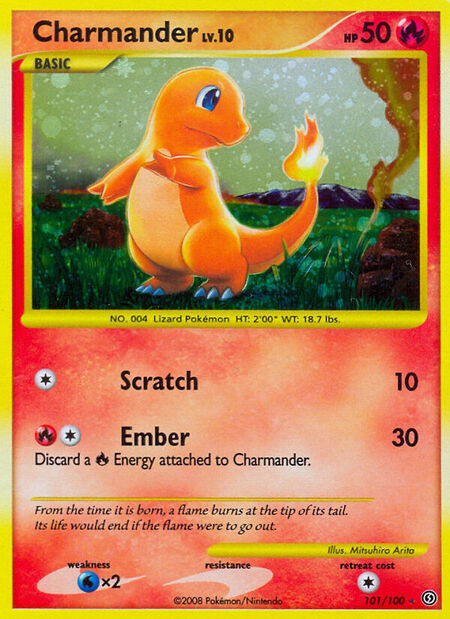 Charmander LV.10 HP 50
BASIC
NO. 004 Lizard Pokémon HT: 2'00" WT: 18.7 lbs.
Scratch 10
Ember 30
Discard a Energy attached to Charmander.
From the time it is born, a flame burns at the tip of its tail.
Its life would end if the flame were to go out.
Illus. Mitsuhiro Arita
weakness resistance retreat cost
×2
©2008 Pokémon/Nintendo 101/100